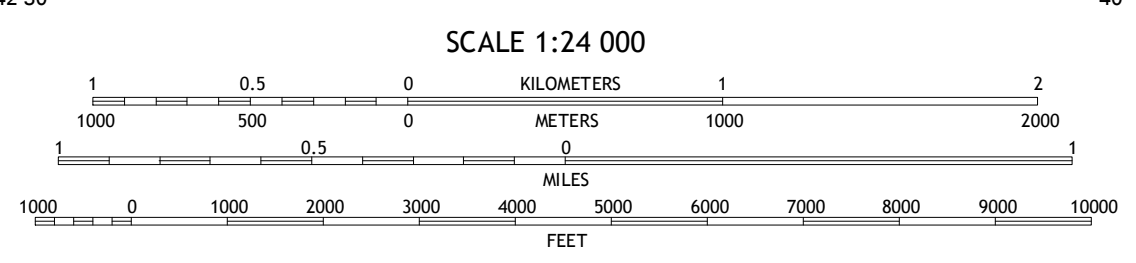 SCALE 1:24 000
1 0.5 0 KILOMETERS 1 2
1000 500 0 METERS 1000 2000
1 0.5 0 1
MILES
1000 0 1000 2000 3000 4000 5000 6000 7000 8000 9000 10000
FEET